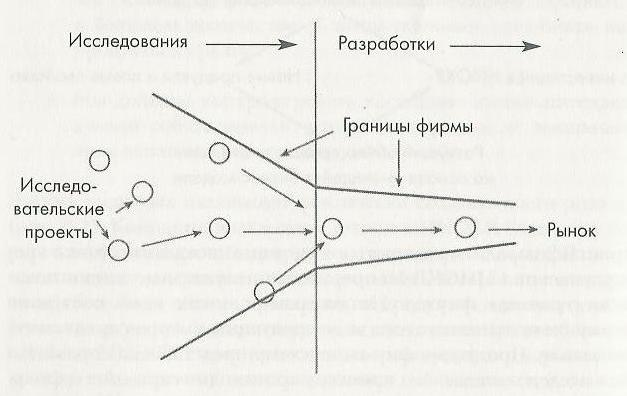 Исследования
Разработки
Границы фирмы
Исследо-
вательские
проекты
Рынок